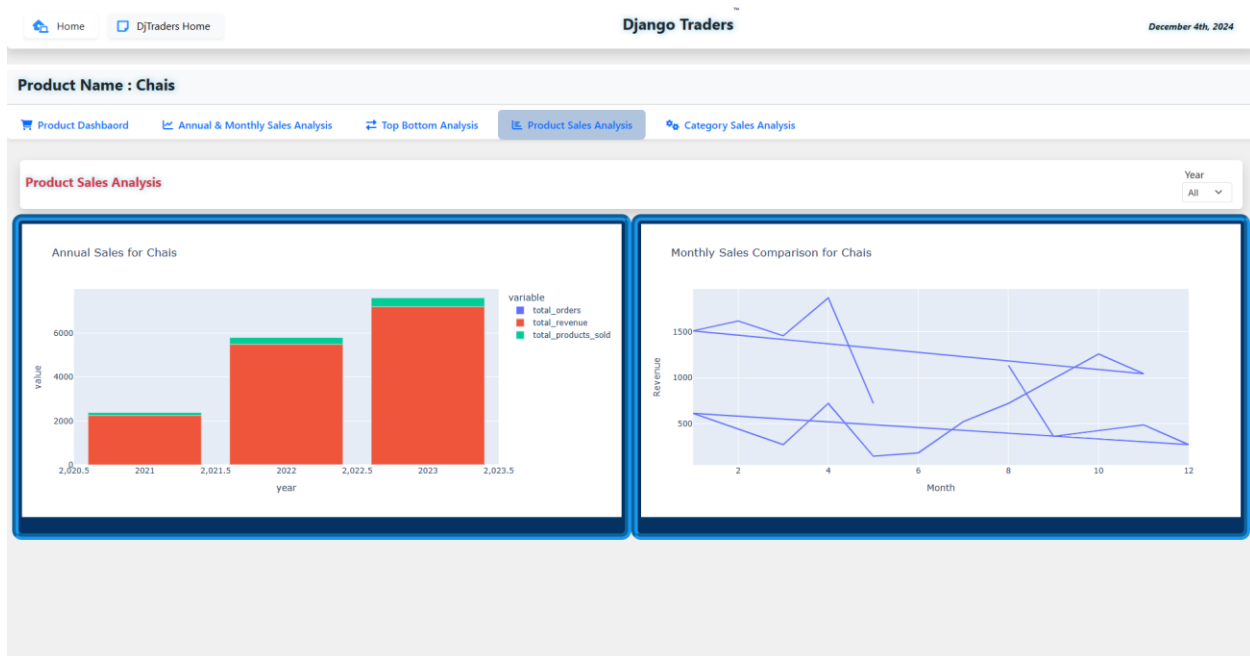 Home
DjTraders Home
Django Traders™
December 4th, 2024
Product Name : Chais
Product Dashbaord
Annual & Monthly Sales Analysis
Top Bottom Analysis
Product Sales Analysis
Category Sales Analysis
Product Sales Analysis
Year
All
Annual Sales for Chais
variable
total_orders
total_revenue
total_products_sold
6000
4000
2000
0
value
2,020.5
2021
2,021.5
2022
2,022.5
2023
2,023.5
year
Monthly Sales Comparison for Chais
1500
1000
500
Revenue
2
4
6
8
10
12
Month